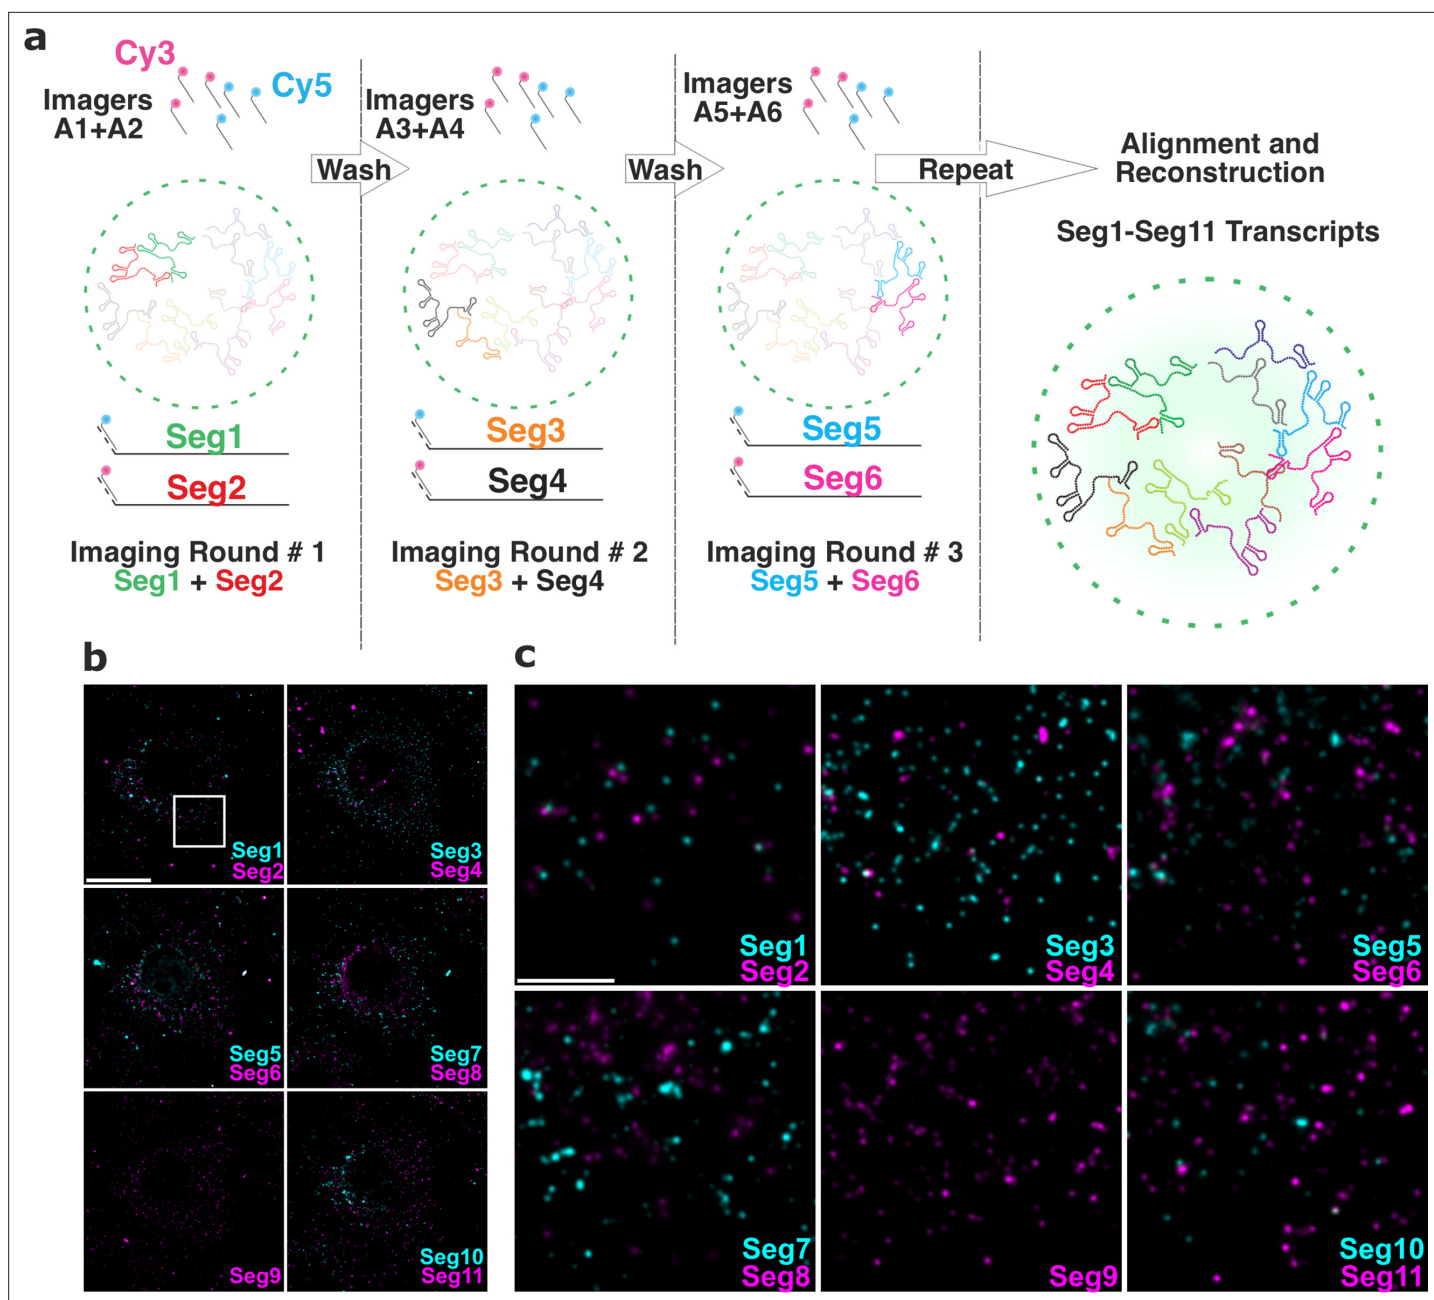 a
Cy3
Cy5
Imagers
A1+A2
Imagers
A3+A4
Imagers
A5+A6
Wash
Wash
Repeat
Alignment and
Reconstruction
Seg1-Seg11 Transcripts
Seg1
Seg2
Seg3
Seg4
Seg5
Seg6
Imaging Round # 1
Seg1 + Seg2
Imaging Round # 2
Seg3 + Seg4
Imaging Round # 3
Seg5 + Seg6
b
Seg1
Seg2
Seg3
Seg4
Seg5
Seg6
Seg7
Seg8
Seg9
Seg10
Seg11
c
Seg1
Seg2
Seg3
Seg4
Seg5
Seg6
Seg7
Seg8
Seg9
Seg10
Seg11